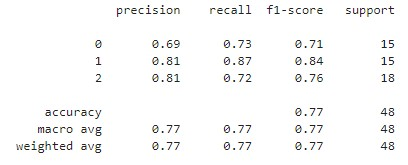 precision recall f1-score support
0 0.69 0.73 0.71 15
1 0.81 0.87 0.84 15
2 0.81 0.72 0.76 18
accuracy 0.77 48
macro avg 0.77 0.77 0.77 48
weighted avg 0.77 0.77 0.77 48